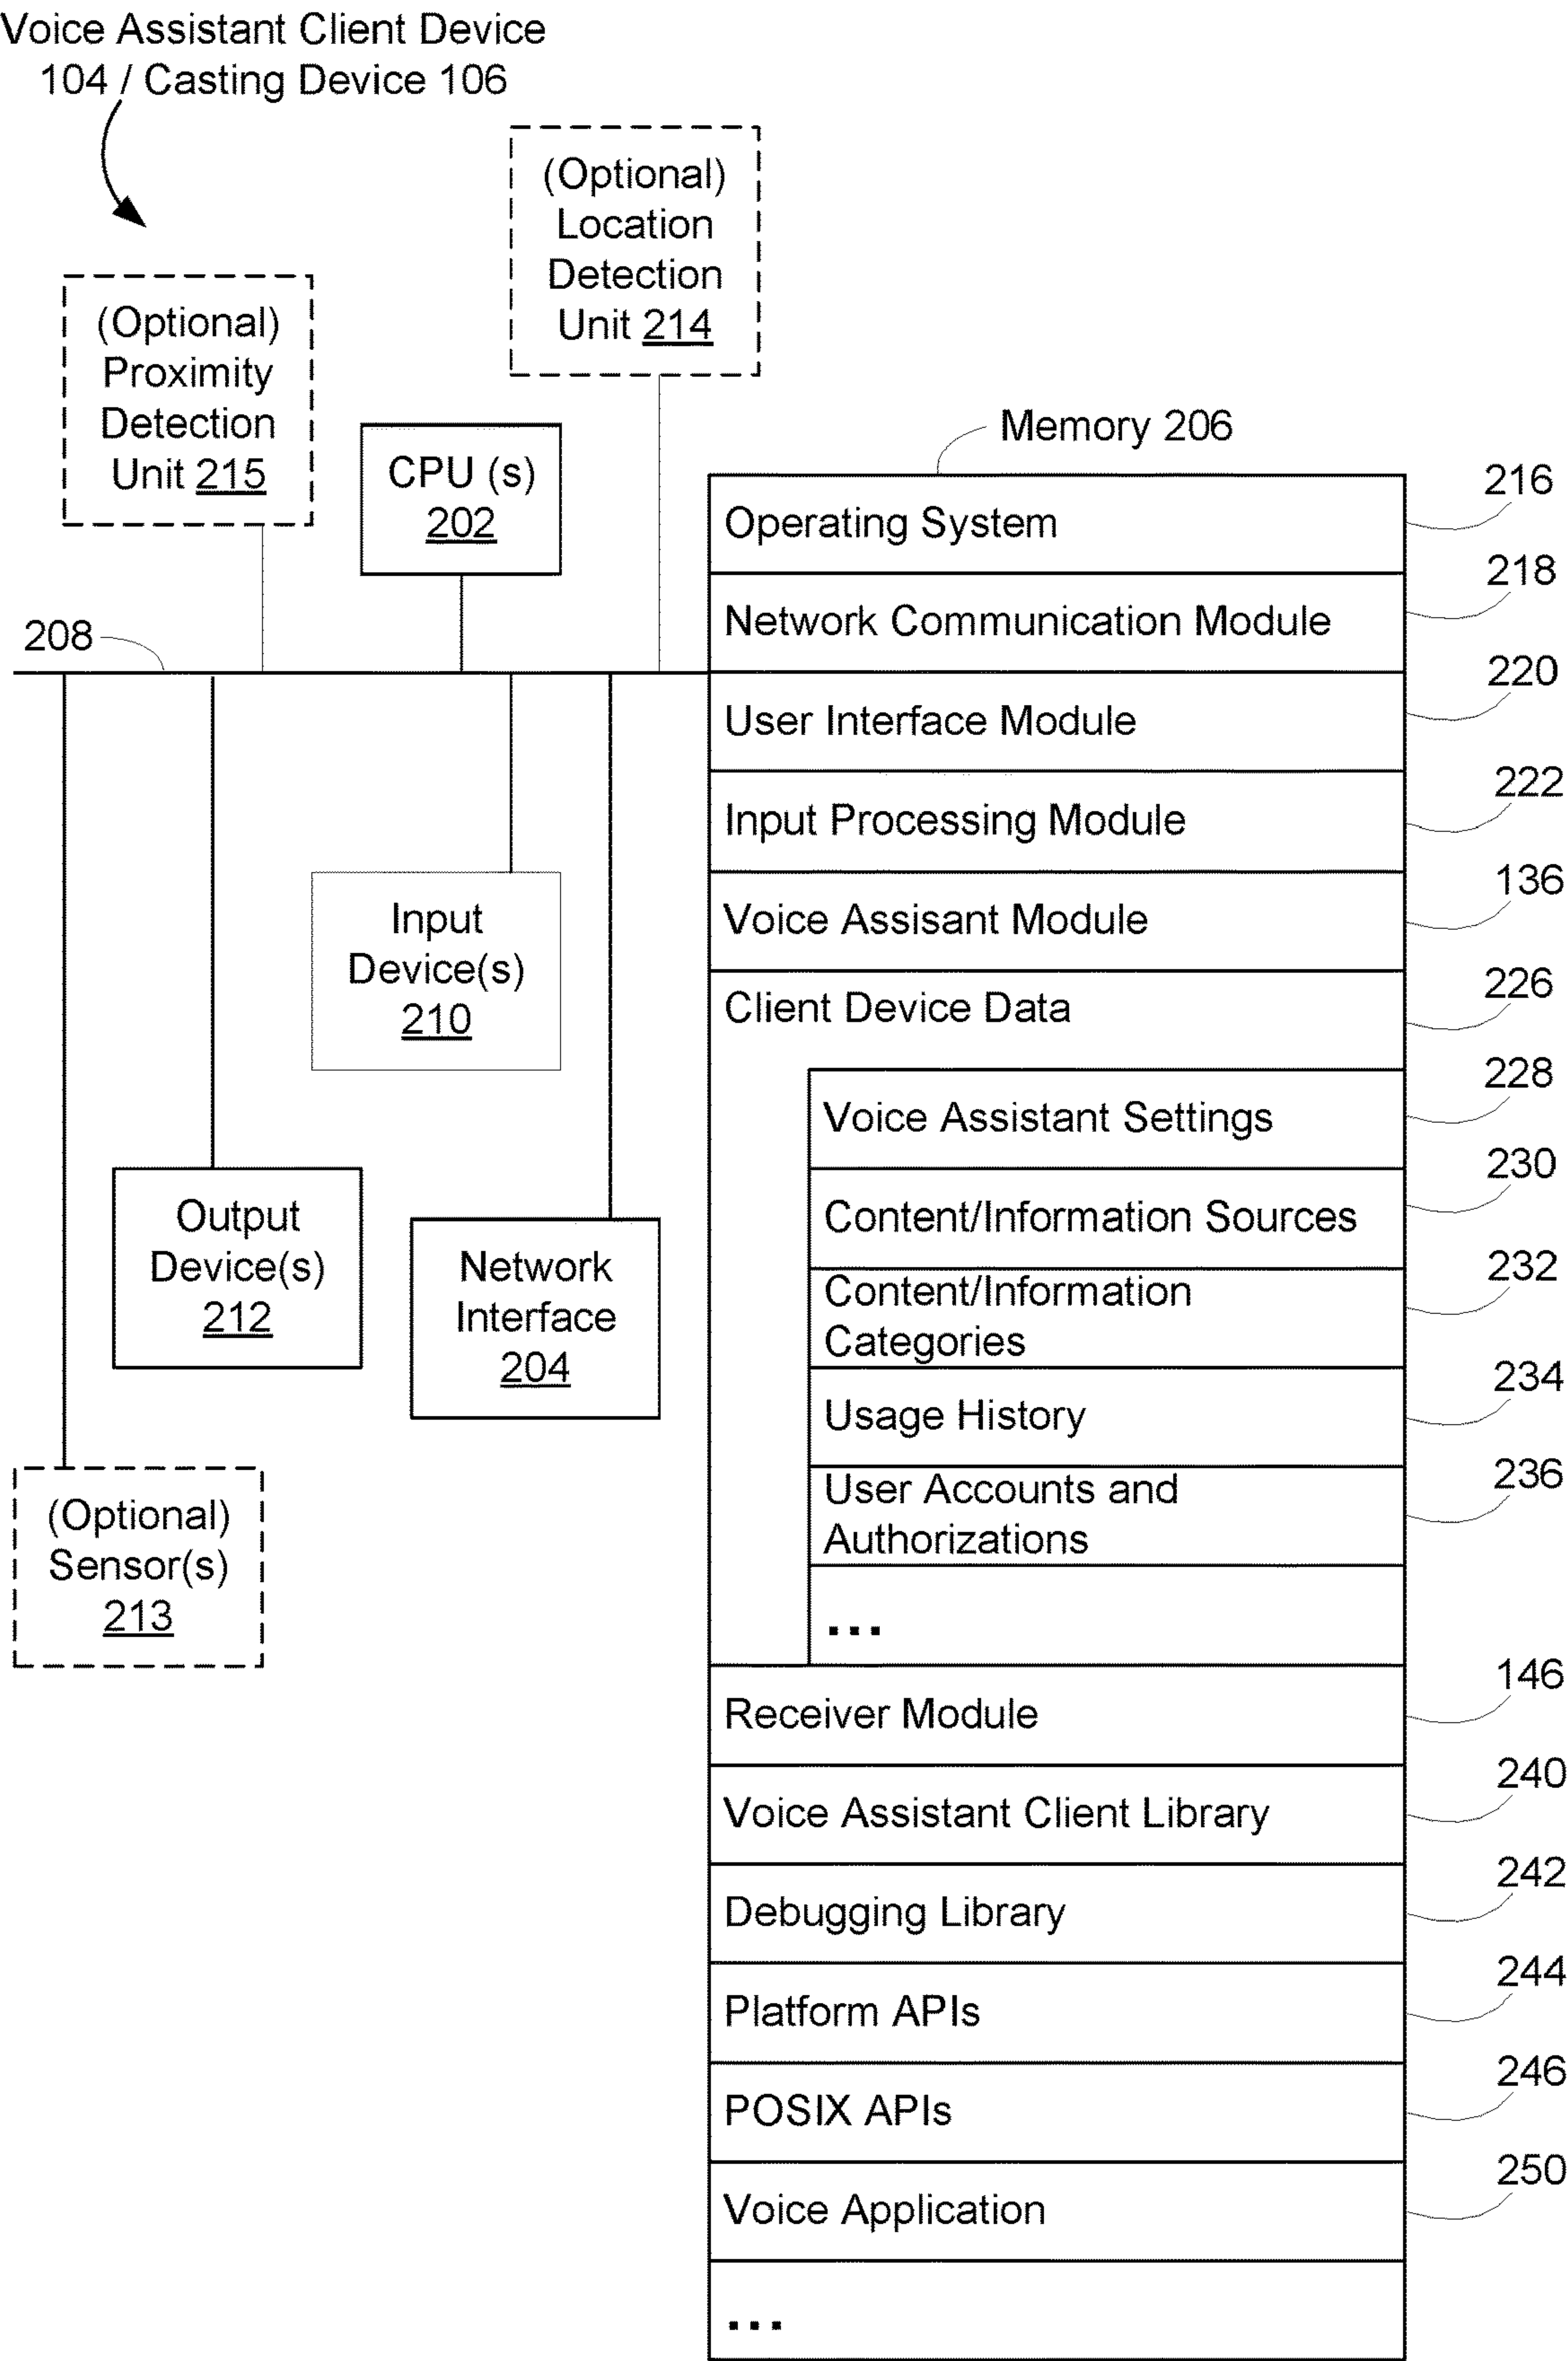 Voice Assistant Client Device
104 / Casting Device 106
(Optional)
Location
Detection
Unit 214
(Optional)
Proximity
Detection
Unit 215
CPU (s)
202
208
Input
Device(s)
210
Output
Device(s)
212
Network
Interface
204
(Optional)
Sensor(s)
213
Memory 206
Operating System
216
Network Communication Module
218
User Interface Module
220
Input Processing Module
222
Voice Assisant Module
136
Client Device Data
226
Voice Assistant Settings
228
Content/Information Sources
230
Content/Information
Categories
232
Usage History
234
User Accounts and
Authorizations
236
...
Receiver Module
146
Voice Assistant Client Library
240
Debugging Library
242
Platform APIs
244
POSIX APIs
246
Voice Application
250
...